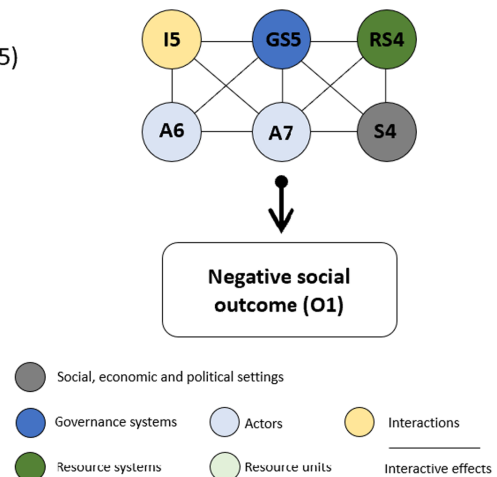 5)
I5 GS5 RS4
A6 A7 S4
Negative social
outcome (O1)
Social, economic and political settings
Governance systems Actors Interactions
Resource systems Resource units Interactive effects